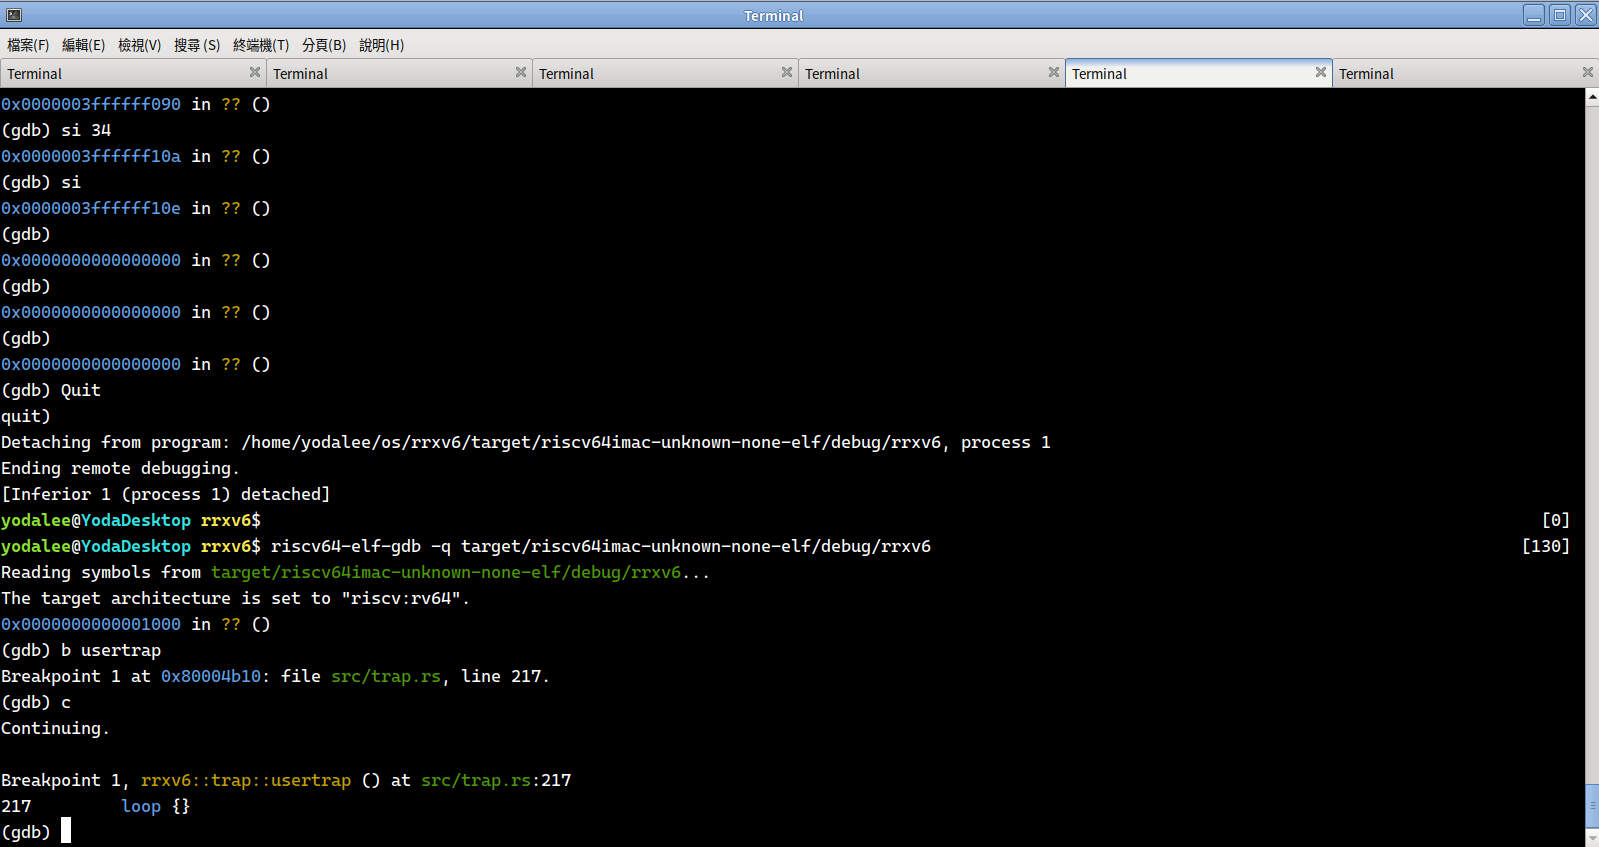 Terminal
檔案(F) 編輯(E) 檢視(V) 搜尋 (S) 終端機(T) 分頁(B) 說明(H)
Terminal Terminal Terminal Terminal Terminal Terminal
0x0000003ffffff090 in ?? ()
(gdb) si 34
0x0000003ffffff10a in ?? ()
(gdb) si
0x0000003ffffff10e in ?? ()
(gdb)
0x0000000000000000 in ?? ()
(gdb)
0x0000000000000000 in ?? ()
(gdb)
0x0000000000000000 in ?? ()
(gdb) Quit
quit)
Detaching from program: /home/yodalee/os/rrxv6/target/riscv64imac-unknown-none-elf/debug/rrxv6, process 1
Ending remote debugging.
[Inferior 1 (process 1) detached]
yodalee@YodaDesktop rrxv6$ [0]
yodalee@YodaDesktop rrxv6$ riscv64-elf-gdb -q target/riscv64imac-unknown-none-elf/debug/rrxv6 [130]
Reading symbols from target/riscv64imac-unknown-none-elf/debug/rrxv6...
The target architecture is set to "riscv:rv64".
0x0000000000001000 in ?? ()
(gdb) b usertrap
Breakpoint 1 at 0x80004b10: file src/trap.rs, line 217.
(gdb) c
Continuing.
Breakpoint 1, rrxv6::trap::usertrap () at src/trap.rs:217
217 loop {}
(gdb)